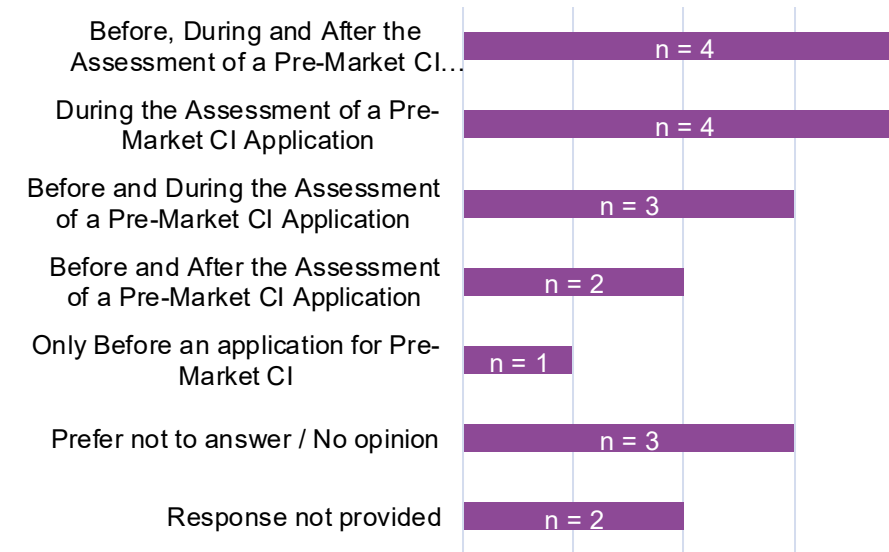 Before, During and After the
Assessment of a Pre-Market CI…
n = 4
During the Assessment of a Pre-
Market CI Application
n = 4
Before and During the Assessment
of a Pre-Market CI Application
n = 3
Before and After the Assessment
of a Pre-Market CI Application
n = 2
Only Before an application for Pre-
Market CI
n = 1
Prefer not to answer / No opinion
n = 3
Response not provided
n = 2